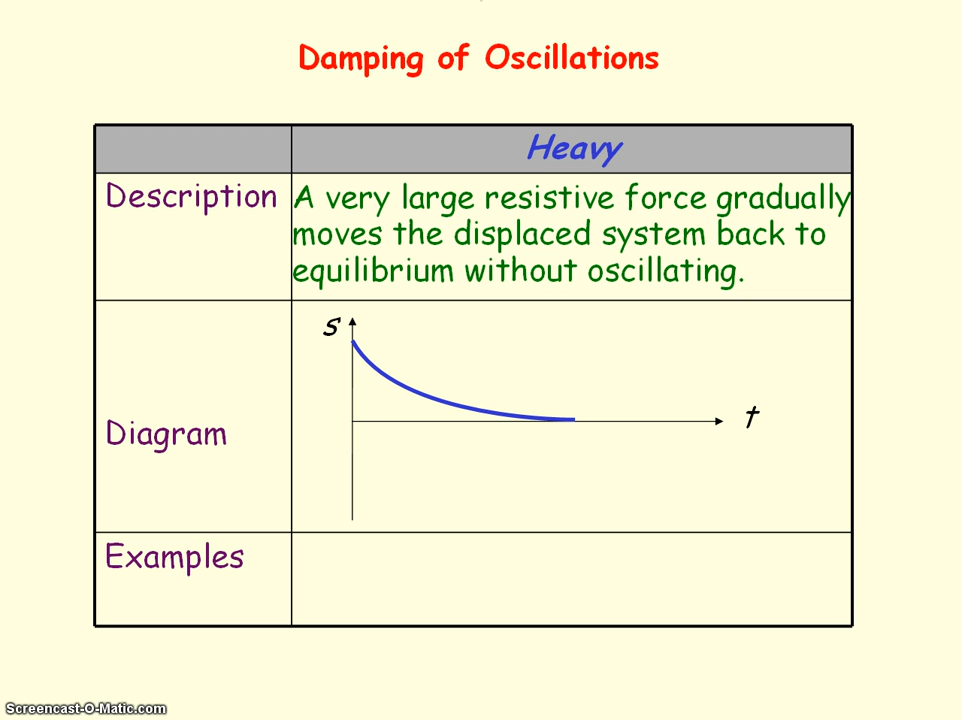 Damping of Oscillations
Heavy
Description
A very large resistive force gradually
moves the displaced system back to
equilibrium without oscillating.
Diagram
s
t
Examples
Screencast-O-Matic.com